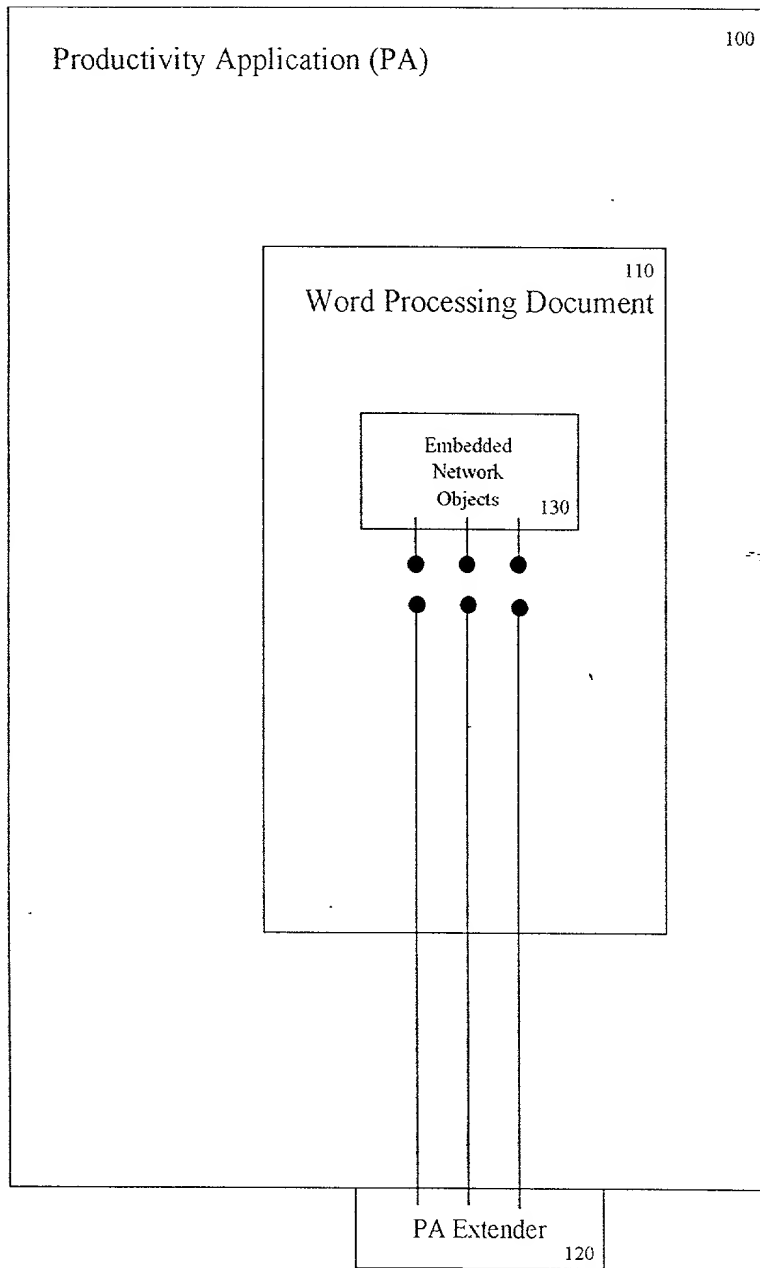 100
Productivity Application (PA)
110
Word Processing Document
Embedded
Network
Objects
130
PA Extender
120